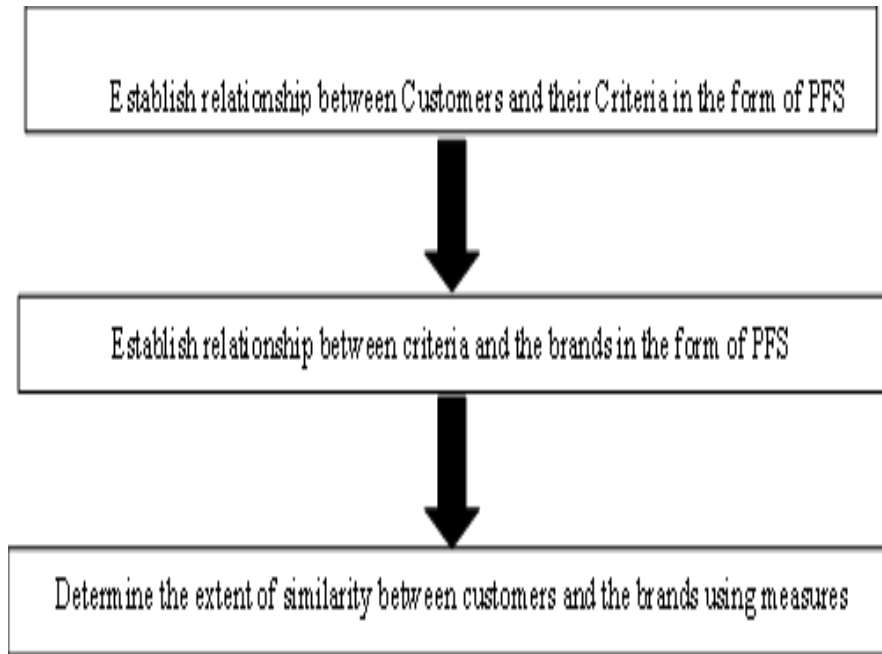 Establish relationship between Customers and their Criteria in the form of PFS
Establish relationship between criteria and the brands in the form of PFS
Determine the extent of similarity between customers and the brands using measures